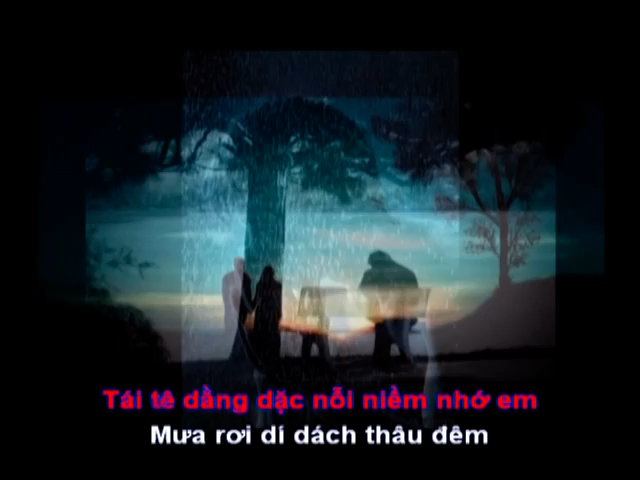 Tái tê dằng dặc nỗi niềm nhớ em
Mưa rơi dí dách thâu đêm